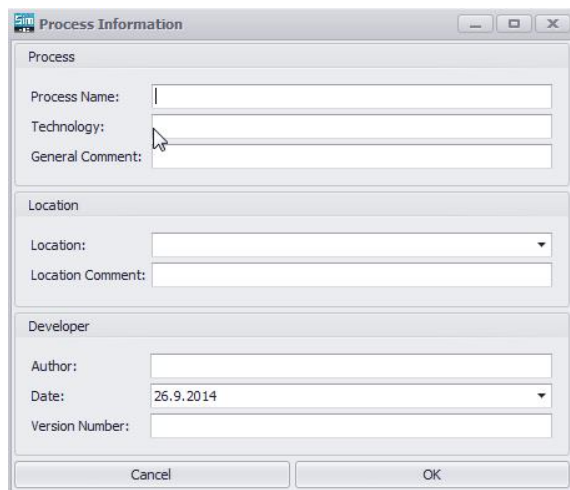 Sim
Process Information
Process
Process Name:
Technology:
General Comment:
Location
Location:
Location Comment:
Developer
Author:
Date: 26.9.2014
Version Number:
Cancel OK